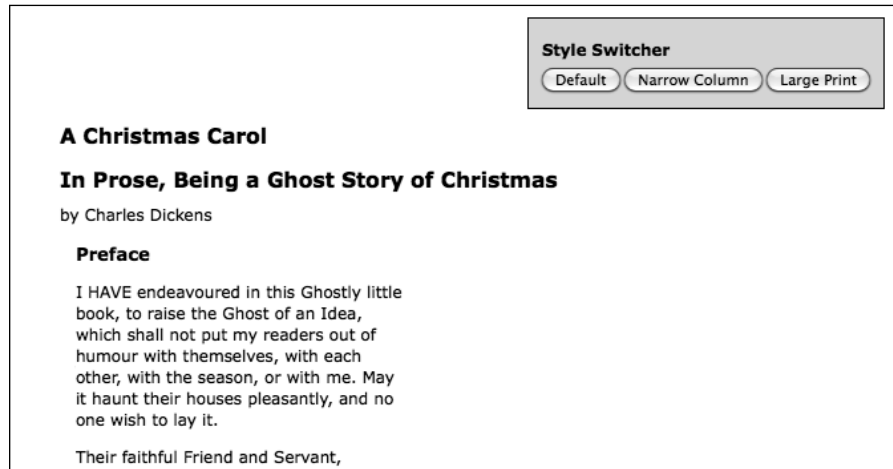 Style Switcher
Default Narrow Column Large Print
A Christmas Carol
In Prose, Being a Ghost Story of Christmas
by Charles Dickens
Preface
I HAVE endeavoured in this Ghostly little
book, to raise the Ghost of an Idea,
which shall not put my readers out of
humour with themselves, with each
other, with the season, or with me. May
it haunt their houses pleasantly, and no
one wish to lay it.
Their faithful Friend and Servant,